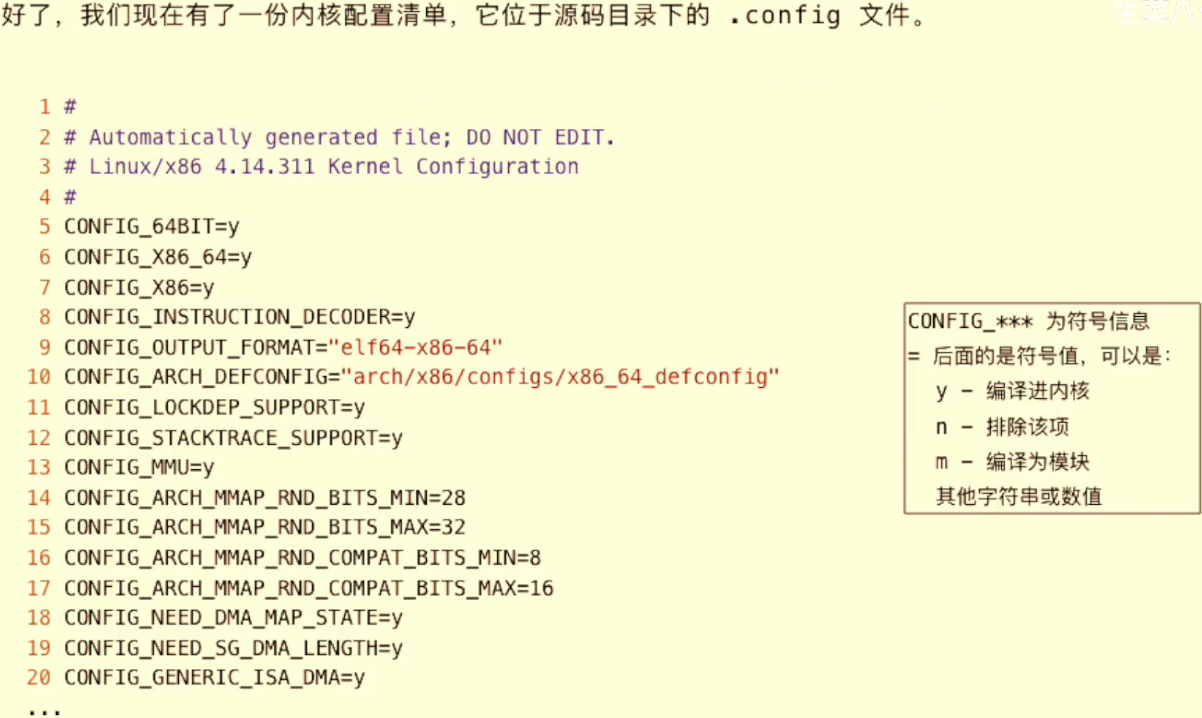 好了，我们现在有了一份内核配置清单，它位于源码目录下的 .config 文件。
生菜八
1 #
2 # Automatically generated file; DO NOT EDIT.
3 # Linux/x86 4.14.311 Kernel Configuration
4 #
5 CONFIG_64BIT=y
6 CONFIG_X86_64=y
7 CONFIG_X86=y
8 CONFIG_INSTRUCTION_DECODER=y
9 CONFIG_OUTPUT_FORMAT="elf64-x86-64"
10 CONFIG_ARCH_DEFCONFIG="arch/x86/configs/x86_64_defconfig"
11 CONFIG_LOCKDEP_SUPPORT=y
12 CONFIG_STACKTRACE_SUPPORT=y
13 CONFIG_MMU=y
14 CONFIG_ARCH_MMAP_RND_BITS_MIN=28
15 CONFIG_ARCH_MMAP_RND_BITS_MAX=32
16 CONFIG_ARCH_MMAP_RND_COMPAT_BITS_MIN=8
17 CONFIG_ARCH_MMAP_RND_COMPAT_BITS_MAX=16
18 CONFIG_NEED_DMA_MAP_STATE=y
19 CONFIG_NEED_SG_DMA_LENGTH=y
20 CONFIG_GENERIC_ISA_DMA=y
...
CONFIG_*** 为符号信息
= 后面的是符号值，可以是：
y - 编译进内核
n - 排除该项
m - 编译为模块
其他字符串或数值